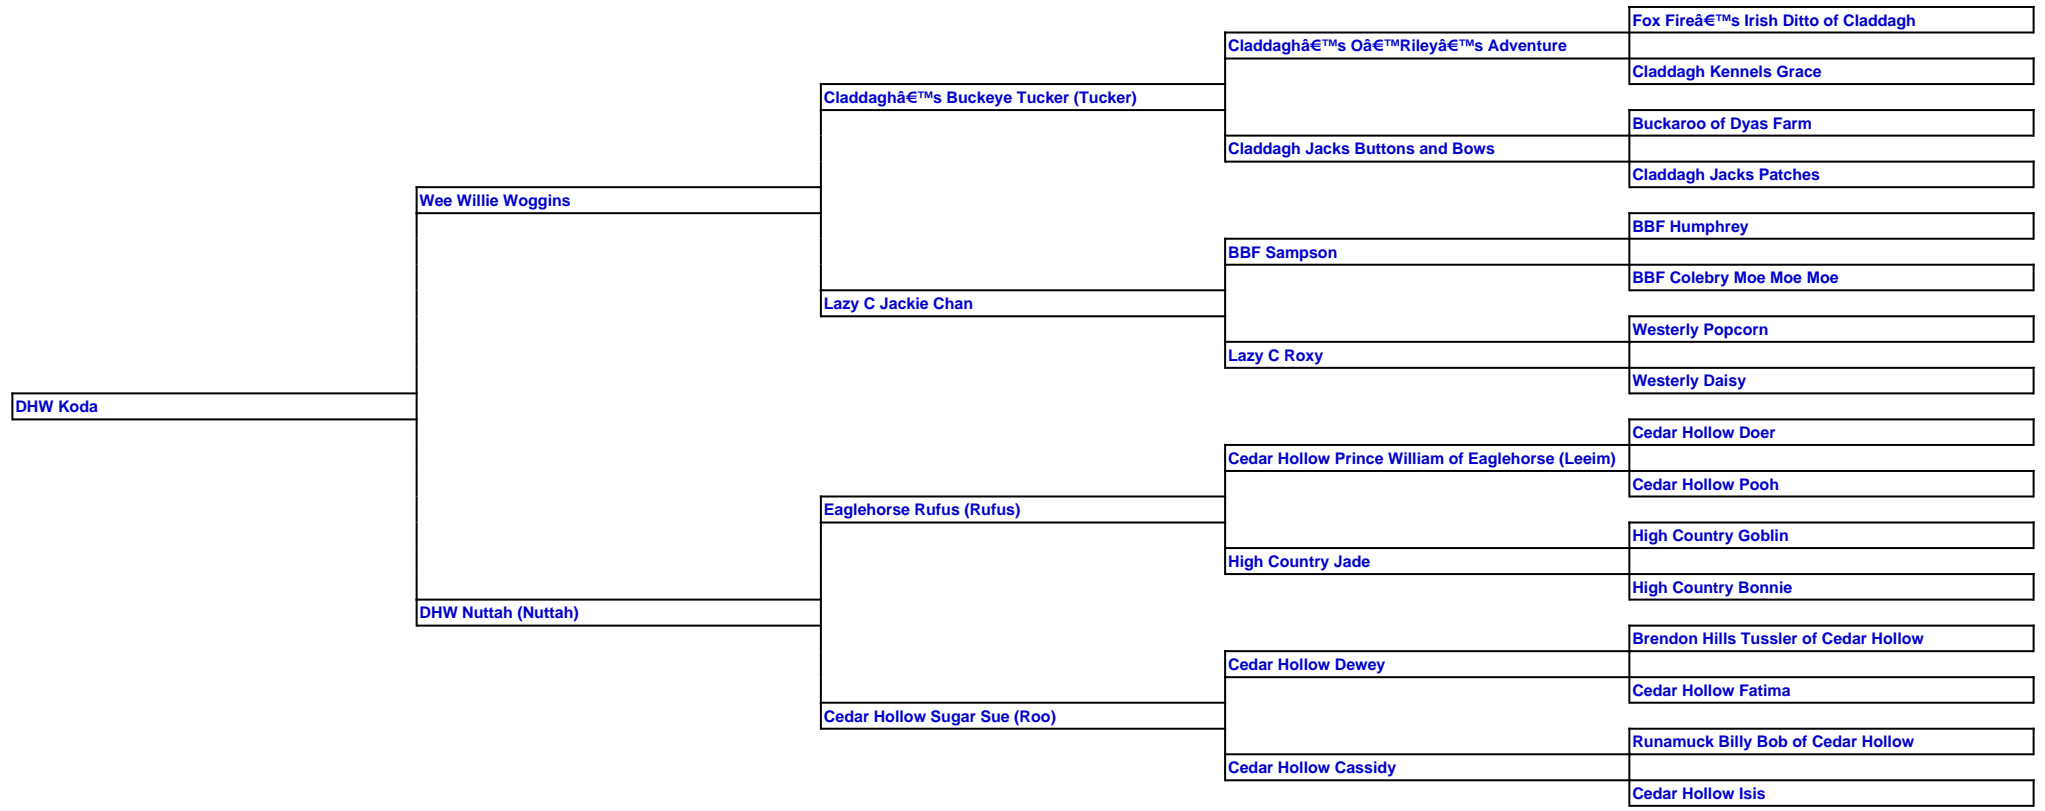 Fox Fireâ€™s Irish Ditto of Claddagh
Claddaghâ€™s Oâ€™Rileyâ€™s Adventure
Claddagh Kennels Grace
Claddaghâ€™s Buckeye Tucker (Tucker)
Buckaroo of Dyas Farm
Claddagh Jacks Buttons and Bows
Claddagh Jacks Patches
Wee Willie Woggins
BBF Humphrey
BBF Sampson
BBF Colebry Moe Moe Moe
Lazy C Jackie Chan
Westerly Popcorn
Lazy C Roxy
Westerly Daisy
DHW Koda
Cedar Hollow Doer
Cedar Hollow Prince William of Eaglehorse (Leeim)
Cedar Hollow Pooh
Eaglehorse Rufus (Rufus)
High Country Goblin
High Country Jade
High Country Bonnie
DHW Nuttah (Nuttah)
Brendon Hills Tussler of Cedar Hollow
Cedar Hollow Dewey
Cedar Hollow Fatima
Cedar Hollow Sugar Sue (Roo)
Runamuck Billy Bob of Cedar Hollow
Cedar Hollow Cassidy
Cedar Hollow Isis